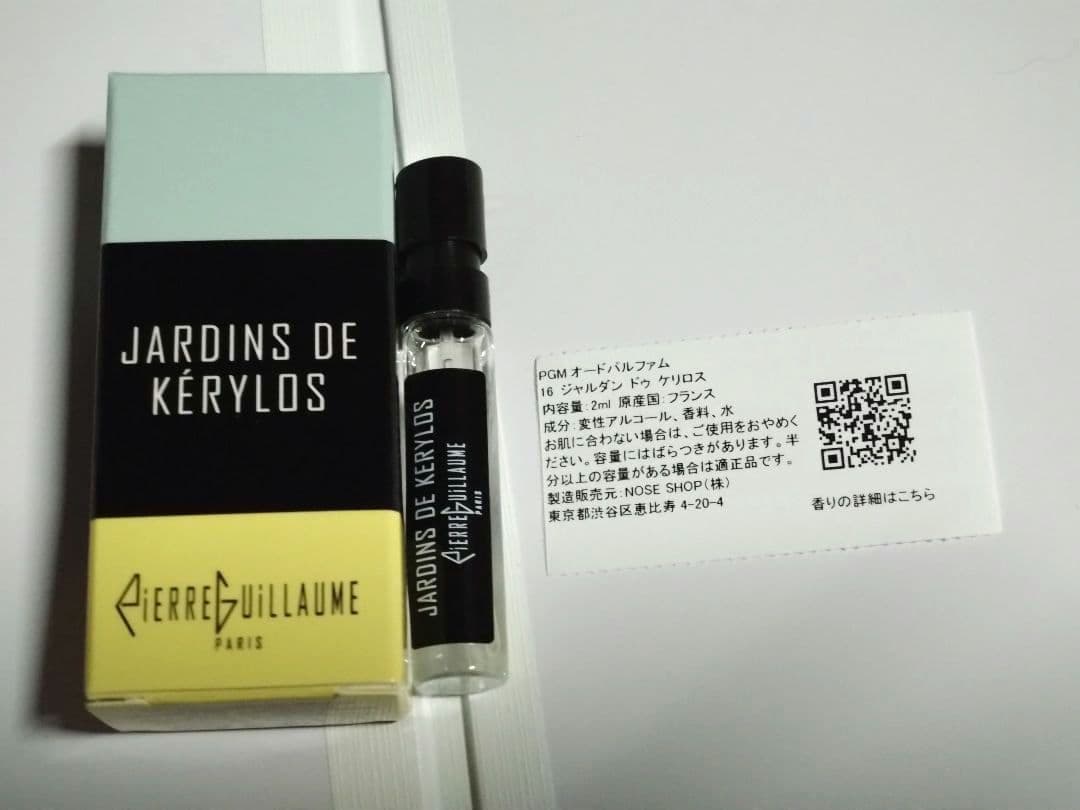 JARDINS DE
KÉRYLOS
PiERREGUiLLAUME
PARIS
JARDINS DE KERYLOS
PiERREGUiLLAUME
PARIS
PGM オードパルファム
16 ジャルダン ドゥ ケリロス
内容量:2ml 原産国:フランス
成分:変性アルコール、香料、水
お肌に合わない場合は、ご使用をおやめく
ださい。容量にはばらつきがあります。半
分以上の容量がある場合は適正品です。
製造販売元:NOSE SHOP(株)
東京都渋谷区恵比寿 4-20-4
香りの詳細はこちら